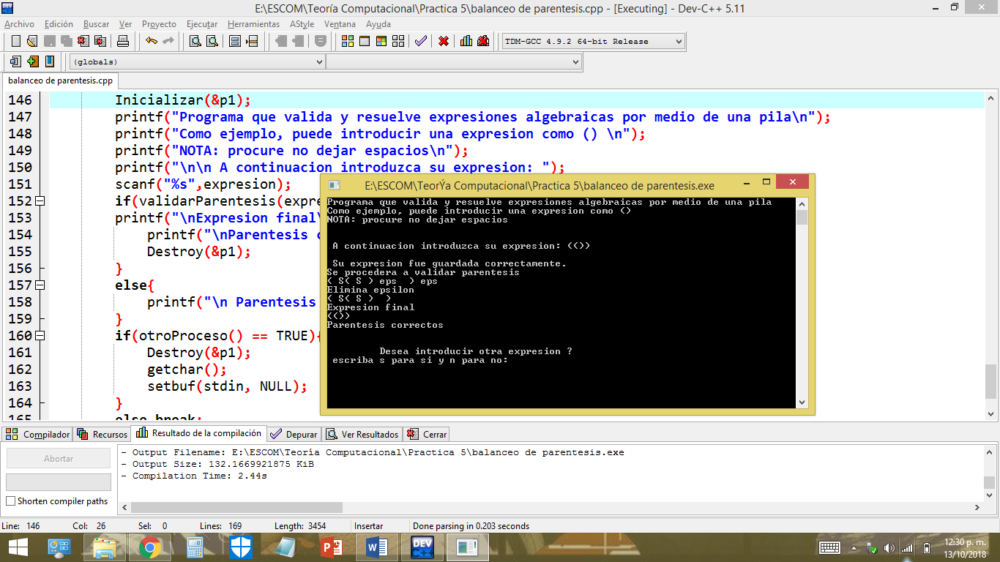 E:\ESCOM\Teoría Computacional\Practica 5\balanceo de parentesis.cpp - [Executing] - Dev-C++ 5.11
Archivo Edición Buscar Ver Proyecto Ejecutar Herramientas AStyle Ventana Ayuda
TDM-GCC 4.9.2 64-bit Release
(globals)
balanceo de parentesis.cpp
146 Inicializar(&p1);
147 printf("Programa que valida y resuelve expresiones algebraicas por medio de una pila\n");
148 printf("Como ejemplo, puede introducir una expresion como () \n");
149 printf("NOTA: procure no dejar espacios\n");
150 printf("\n\n A continuacion introduzca su expresion: ");
151 scanf("%s",expresion);
152 if(validarParentesis(expre
153 printf("\nExpresion final\
154 printf("\nParentesis c
155 Destroy(&p1);
156 }
157 else{
158 printf("\n Parentesis
159 }
160 if(otroProceso() == TRUE){
161 Destroy(&p1);
162 getchar();
163 setbuf(stdin, NULL);
164 }
165 else break;
E:\ESCOM\TeorÝa Computacional\Practica 5\balanceo de parentesis.exe
Programa que valida y resuelve expresiones algebraicas por medio de una pila
Como ejemplo, puede introducir una expresion como ()
NOTA: procure no dejar espacios
A continuacion introduzca su expresion: (())
Su expresion fue guardada correctamente.
Se procedera a validar parentesis
( S( S ) eps  ) eps
Elimina epsilon
( S( S )  )
Expresion final
(())
Parentesis correctos
Desea introducir otra expresion ?
escriba s para si y n para no:
Compilador Recursos Resultado de la compilación Depurar Ver Resultados Cerrar
Abortar
Shorten compiler paths
- Output Filename: E:\ESCOM\Teoría Computacional\Practica 5\balanceo de parentesis.exe
- Output Size: 132.1669921875 KiB
- Compilation Time: 2.44s
Line: 146 Col: 26 Sel: 0 Lines: 169 Length: 3454 Insertar Done parsing in 0.203 seconds
12:30 p. m.
13/10/2018